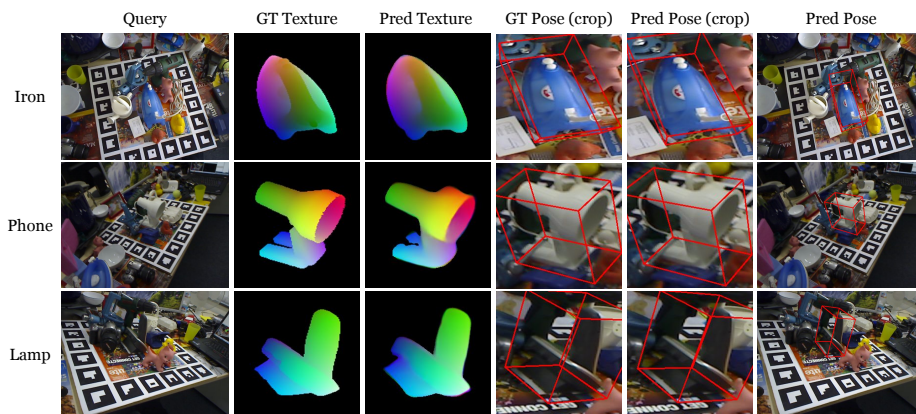 Query GT Texture Pred Texture GT Pose (crop) Pred Pose (crop) Pred Pose
Iron
Phone
Lamp